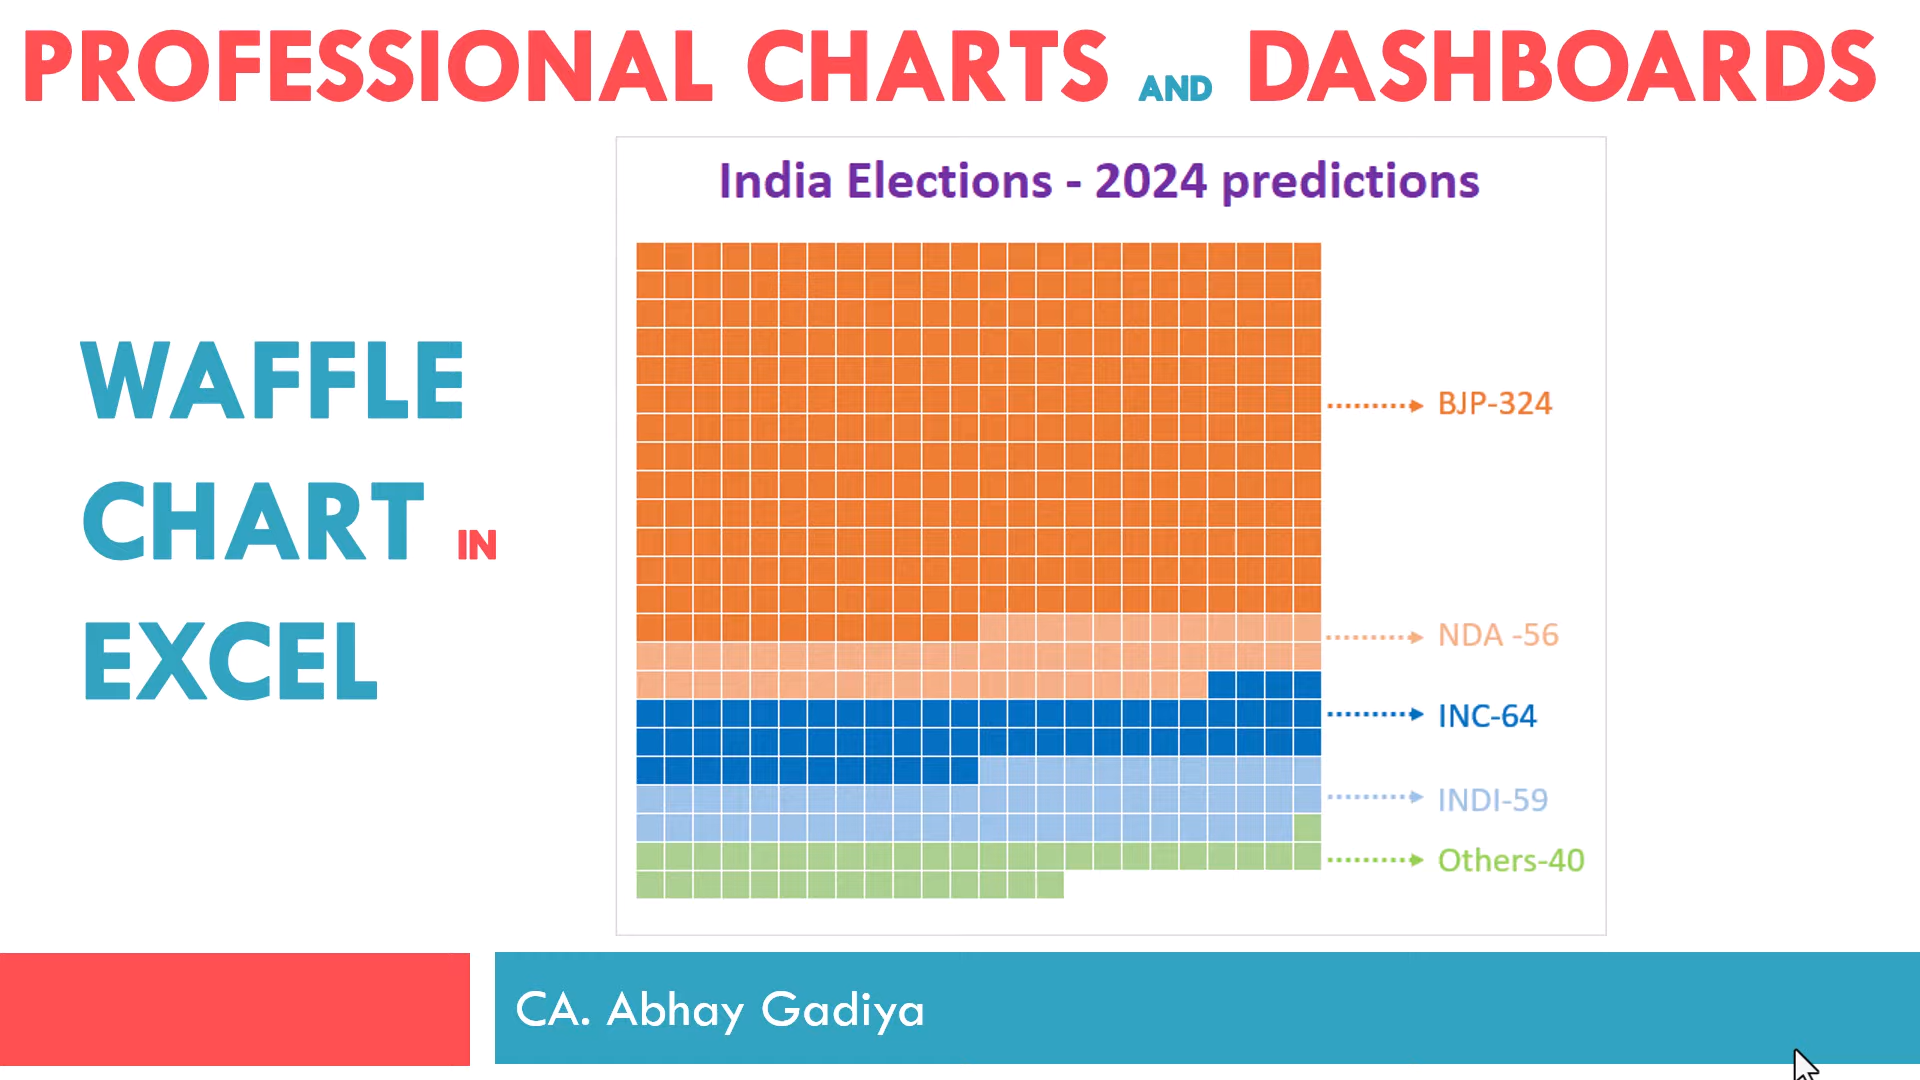 PROFESSIONAL CHARTS AND DASHBOARDS
India Elections - 2024 predictions
WAFFLE
CHART IN
EXCEL
BJP-324
NDA -56
INC-64
INDI-59
Others-40
CA. Abhay Gadiya